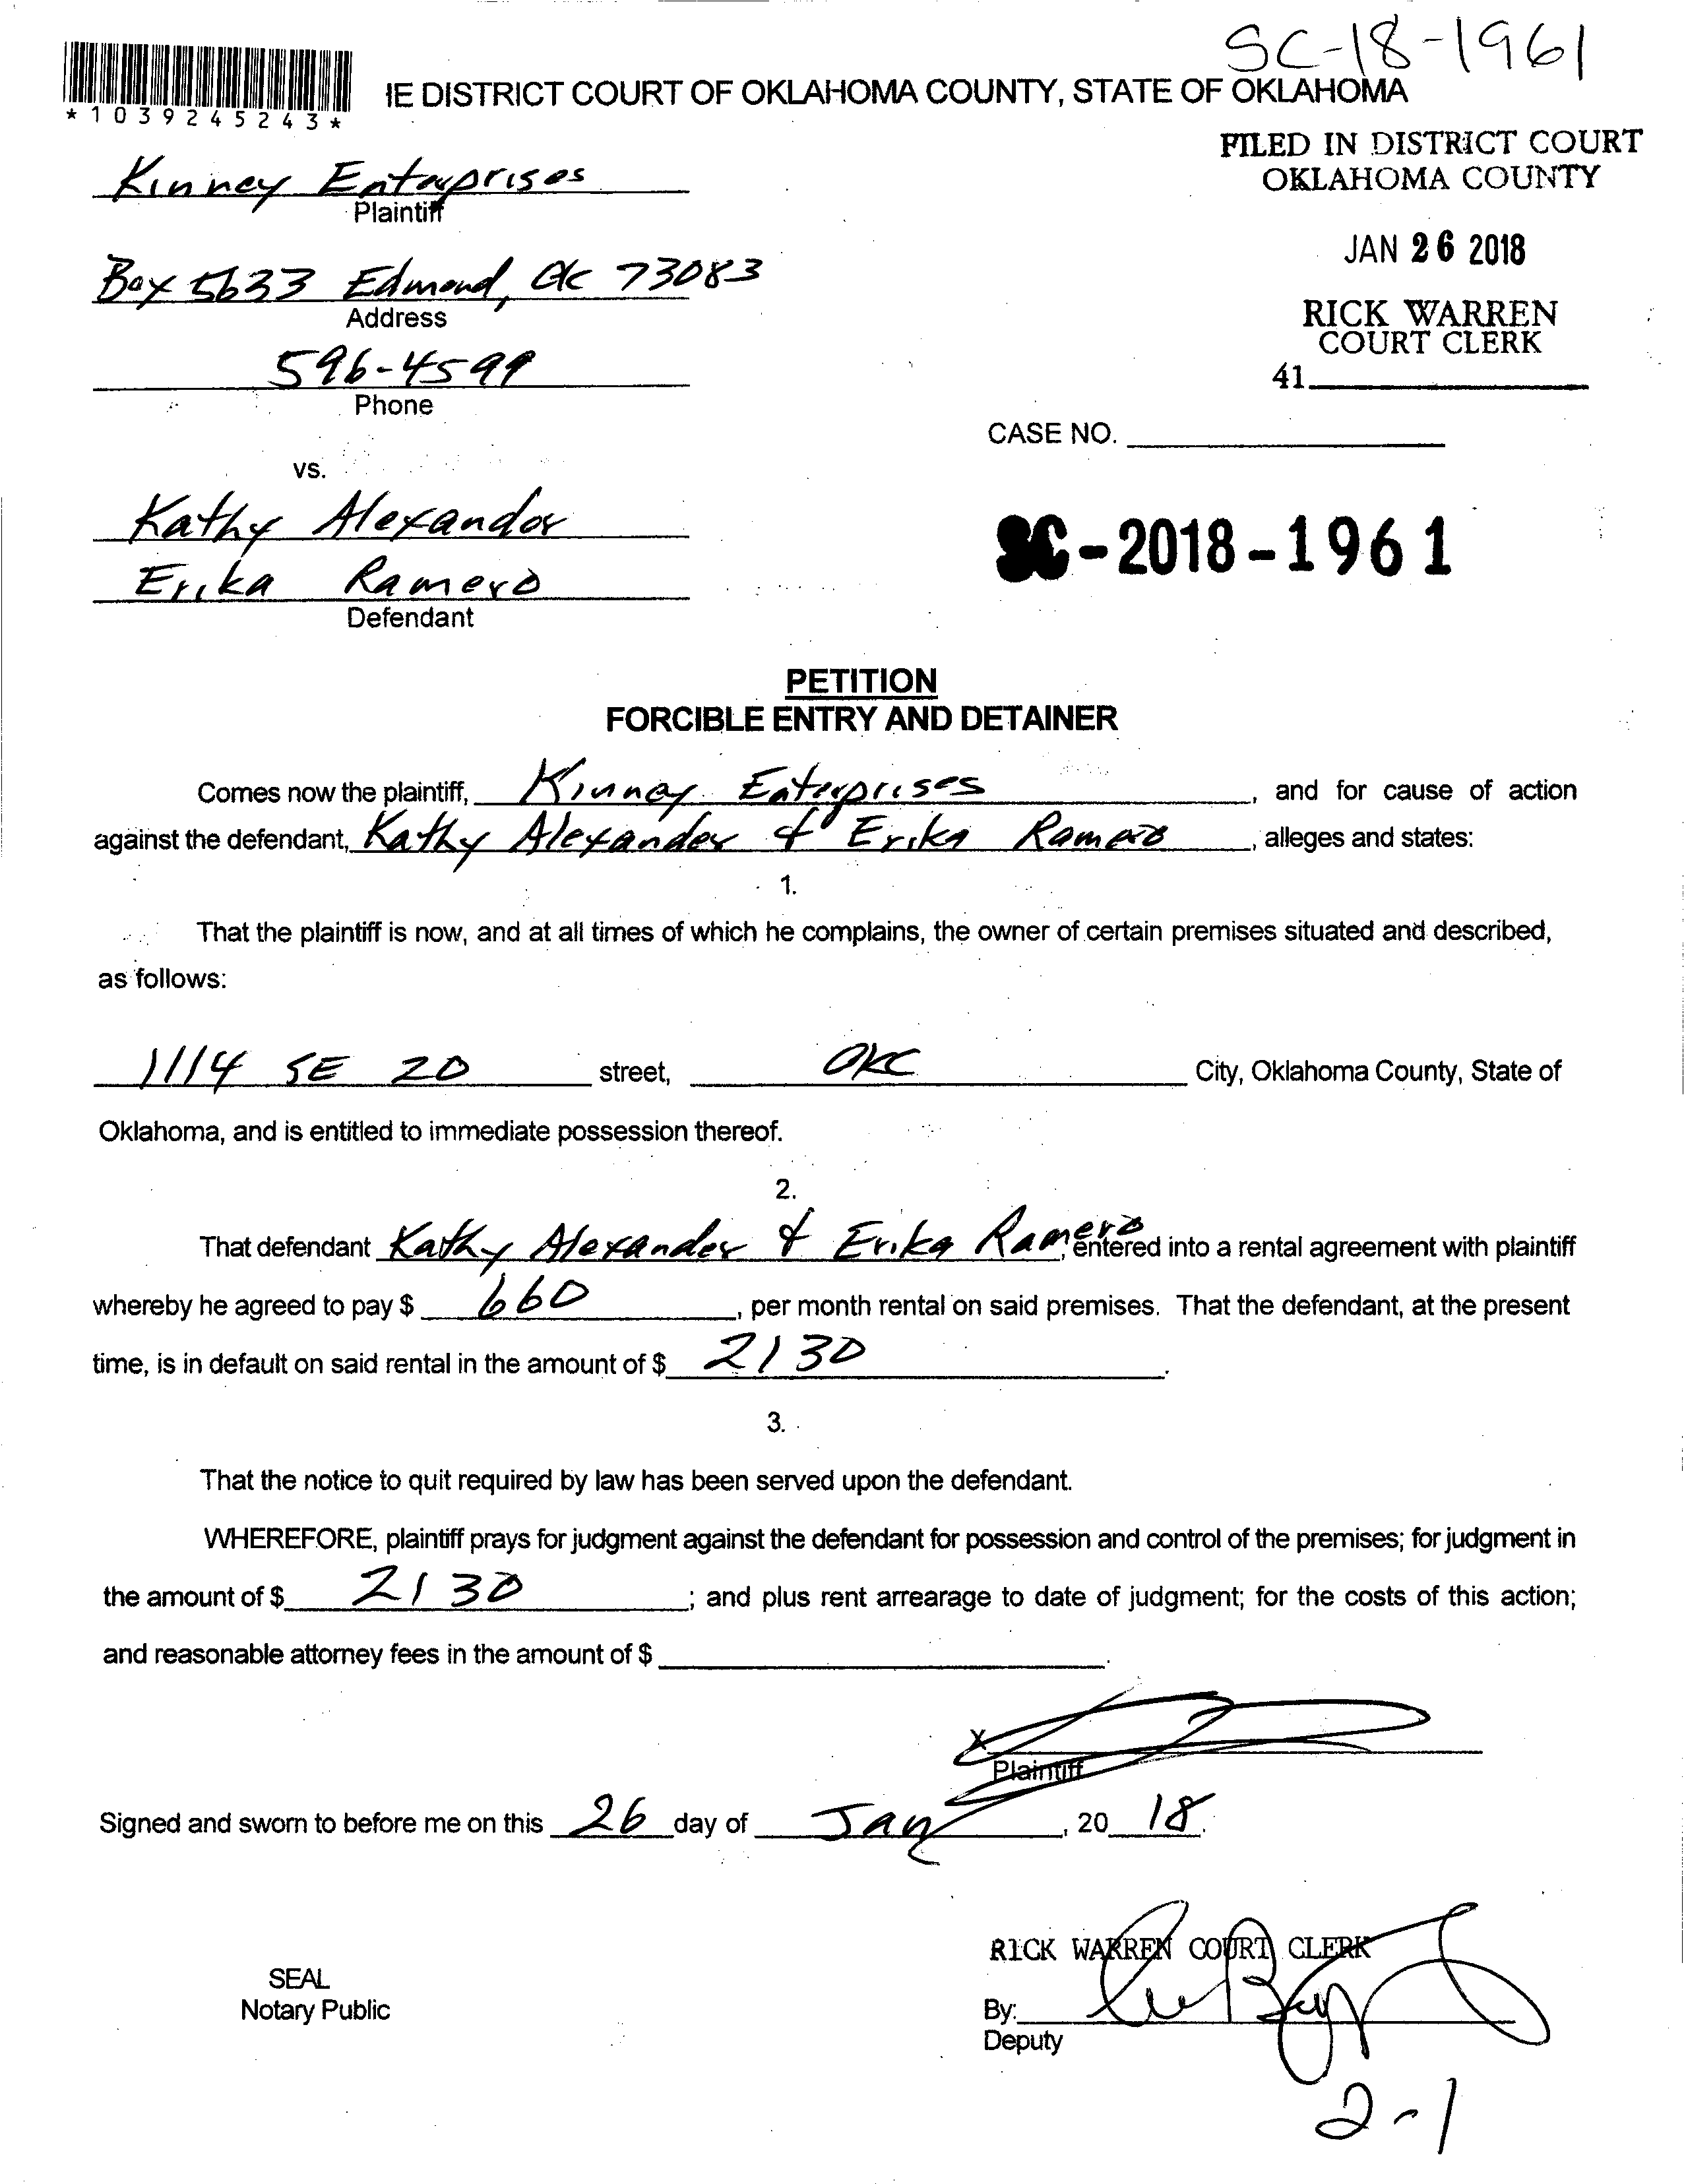 SC-18-1961
*1039245243*
IE DISTRICT COURT OF OKLAHOMA COUNTY, STATE OF OKLAHOMA
FILED IN DISTRICT COURT
OKLAHOMA COUNTY
JAN 26 2018
RICK WARREN
COURT CLERK
41
Kinney Enterprises
Plaintiff
Box 5633 Edmond, Ok 73083
Address
596-4599
Phone
CASE NO.
vs.
Kathy Alexander
Erika Ramero
Defendant
SC-2018-1961
PETITION
FORCIBLE ENTRY AND DETAINER
Comes now the plaintiff, Kinney Enterprises, and for cause of action
against the defendant, Kathy Alexander & Erika Ramero, alleges and states:
1.
That the plaintiff is now, and at all times of which he complains, the owner of certain premises situated and described,
as follows:
1114 SE 20 street, OKC City, Oklahoma County, State of
Oklahoma, and is entitled to immediate possession thereof.
2.
That defendant Kathy Alexander & Erika Ramero, entered into a rental agreement with plaintiff
whereby he agreed to pay $ 660, per month rental on said premises. That the defendant, at the present
time, is in default on said rental in the amount of $ 2130.
3.
That the notice to quit required by law has been served upon the defendant.
WHEREFORE, plaintiff prays for judgment against the defendant for possession and control of the premises; for judgment in
the amount of $ 2130; and plus rent arrearage to date of judgment; for the costs of this action;
and reasonable attorney fees in the amount of $ .
X
Plaintiff
Signed and sworn to before me on this 26 day of Jan, 20 18.
RICK WARREN COURT CLERK
SEAL
Notary Public
By:
Deputy
2-1